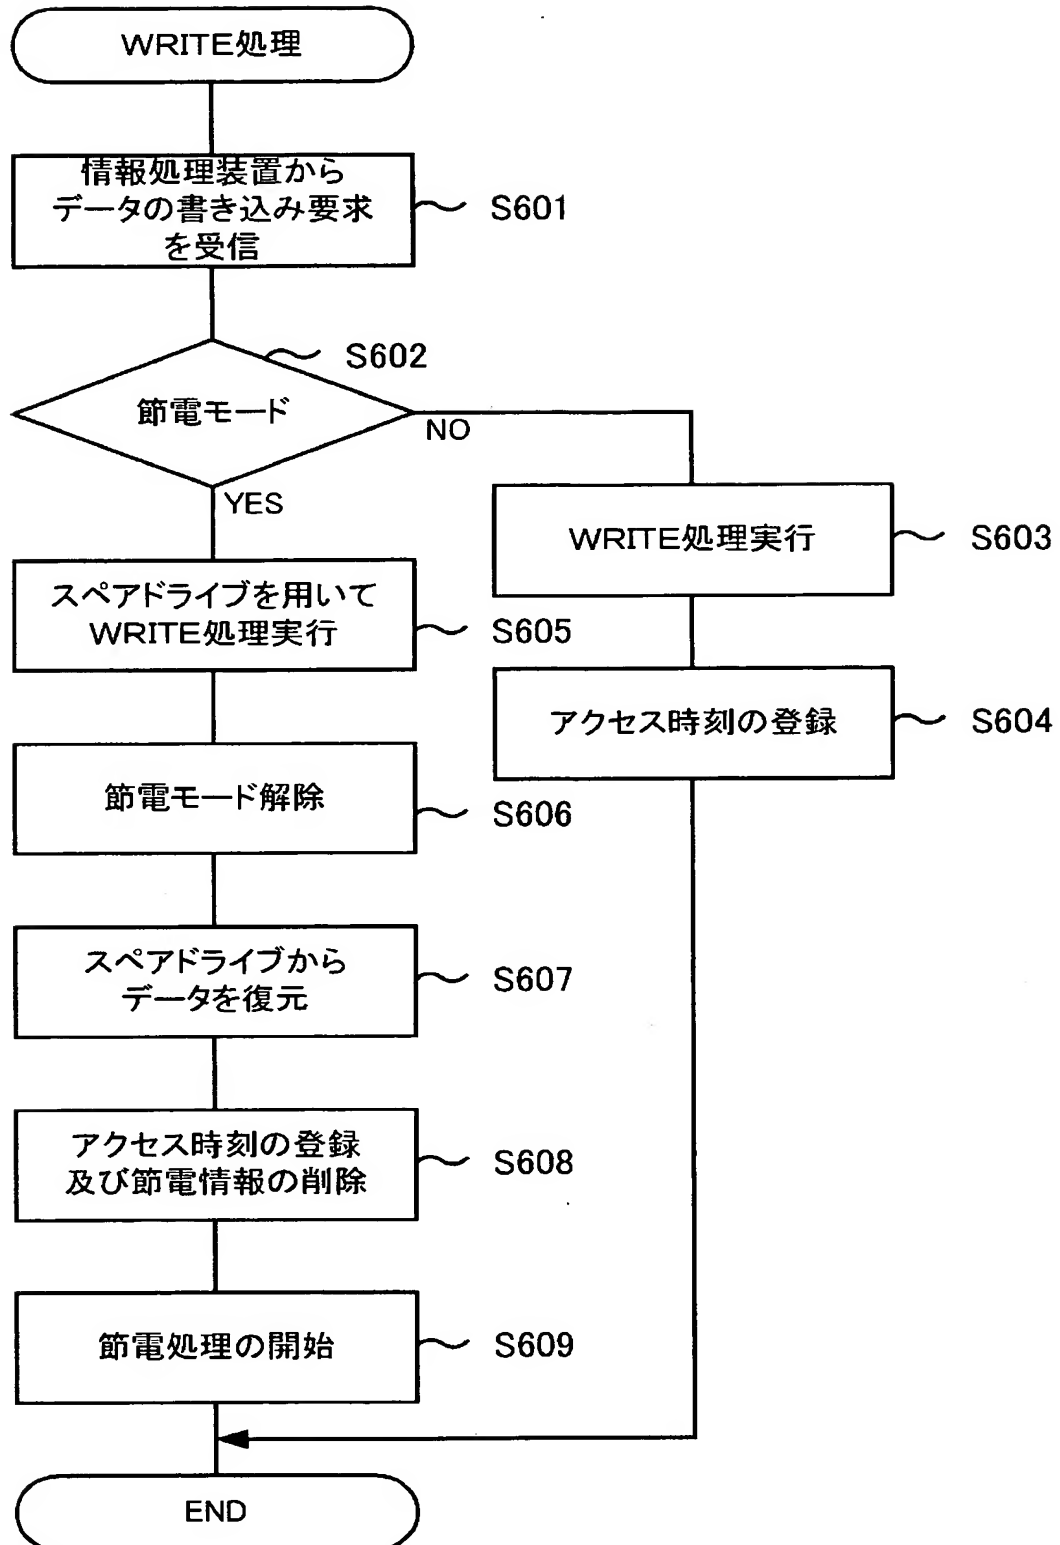 WRITE処理
情報処理装置から
データの書き込み要求
を受信
S601
S602
節電モード
NO
YES
WRITE処理実行
S603
スペアドライブを用いて
WRITE処理実行
S605
アクセス時刻の登録
S604
節電モード解除
S606
スペアドライブから
データを復元
S607
アクセス時刻の登録
及び節電情報の削除
S608
節電処理の開始
S609
END